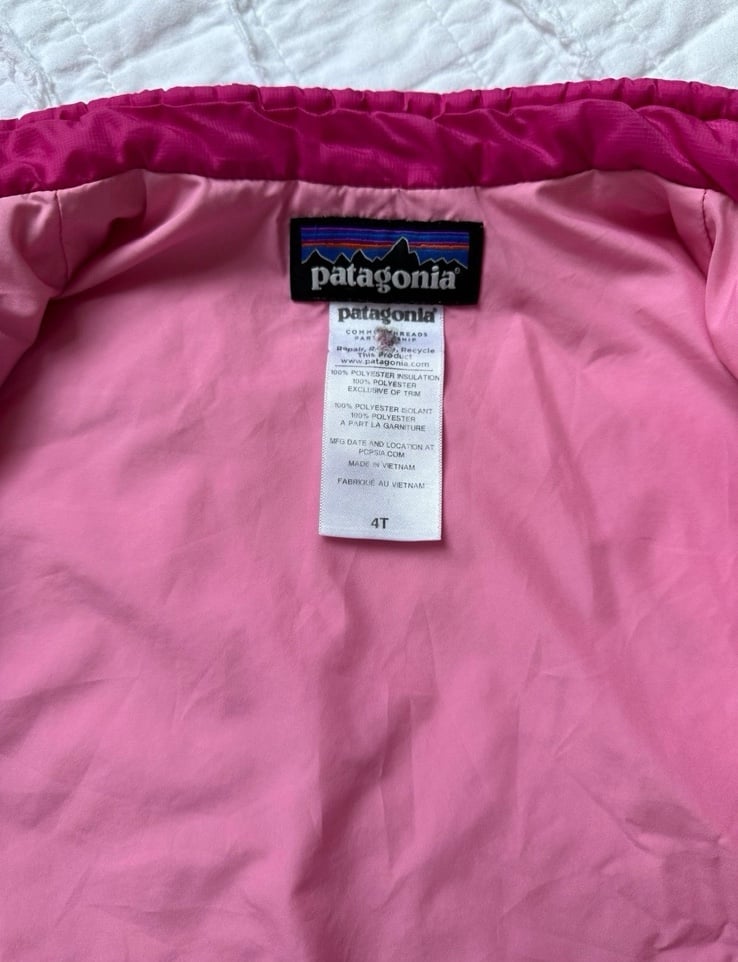 patagonia®
patagonia®
COMMON THREADS
PARTNERSHIP
Repair, Reuse, Recycle
This Product
www.patagonia.com
100% POLYESTER INSULATION
100% POLYESTER
EXCLUSIVE OF TRIM
100% POLYESTER ISOLANT
100% POLYESTER
A PART LA GARNITURE
MFG DATE AND LOCATION AT
PCPSIA.COM
MADE IN VIETNAM
FABRIQUÉ AU VIETNAM
4T